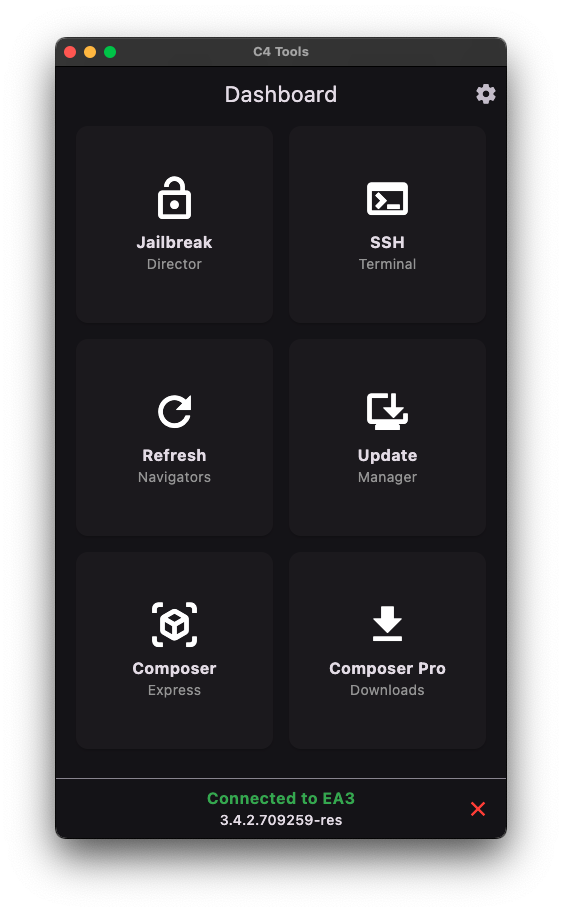 C4 Tools
Dashboard
Jailbreak
Director
SSH
Terminal
Refresh
Navigators
Update
Manager
Composer
Express
Composer Pro
Downloads
Connected to EA3
3.4.2.709259-res